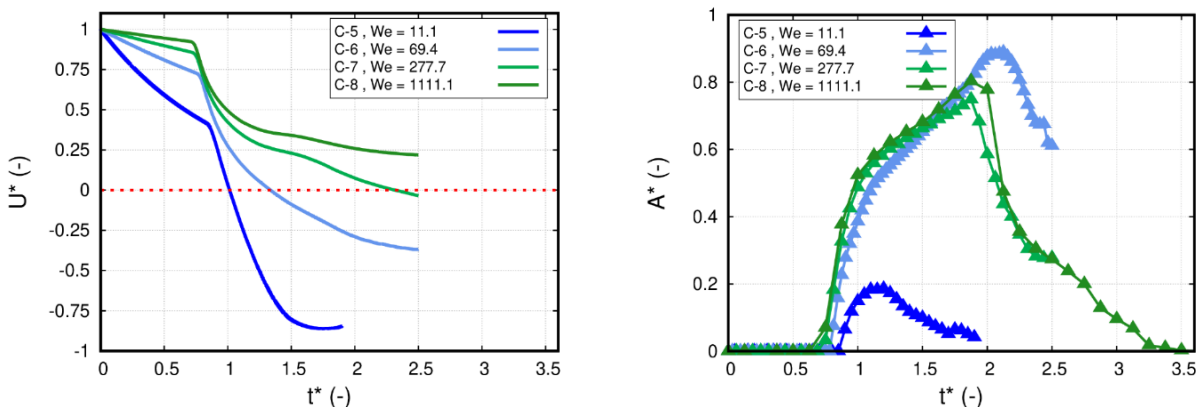 C-5 , We = 11.1
C-6 , We = 69.4
C-7 , We = 277.7
C-8 , We = 1111.1
1
0.75
0.5
0.25
0
-0.25
-0.5
-0.75
-1
U* (-)
0 0.5 1 1.5 2 2.5 3 3.5
t* (-)
C-5 , We = 11.1
C-6 , We = 69.4
C-7 , We = 277.7
C-8 , We = 1111.1
1
0.8
0.6
0.4
0.2
0
A* (-)
0 0.5 1 1.5 2 2.5 3 3.5
t* (-)